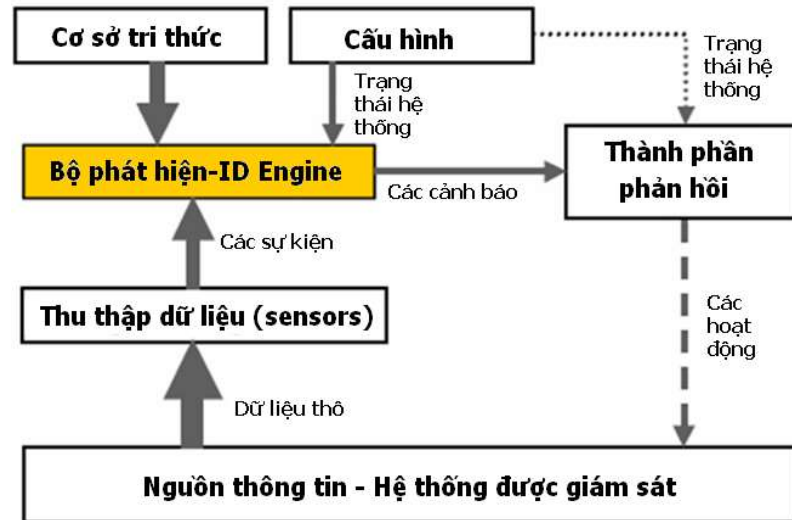 Cơ sở tri thức
Cấu hình
Trạng
thái hệ
thống
Trạng
thái hệ
thống
Bộ phát hiện-ID Engine
Các cảnh báo
Thành phần
phản hồi
Các sự kiện
Thu thập dữ liệu (sensors)
Các
hoạt
động
Dữ liệu thô
Nguồn thông tin - Hệ thống được giám sát